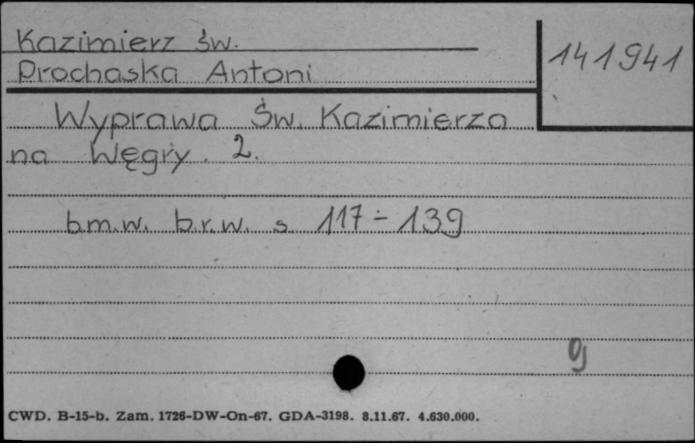 Kazimierz św.
141941
Prochaska Antoni
Wyprawa Św. Kazimierza
na Węgry. 2.
b.m.w. b.r.w. s 117÷139
CWD. B-15-b. Zam. 1726-DW-On-67. GDA-3198. 8.11.67. 4.630.000.